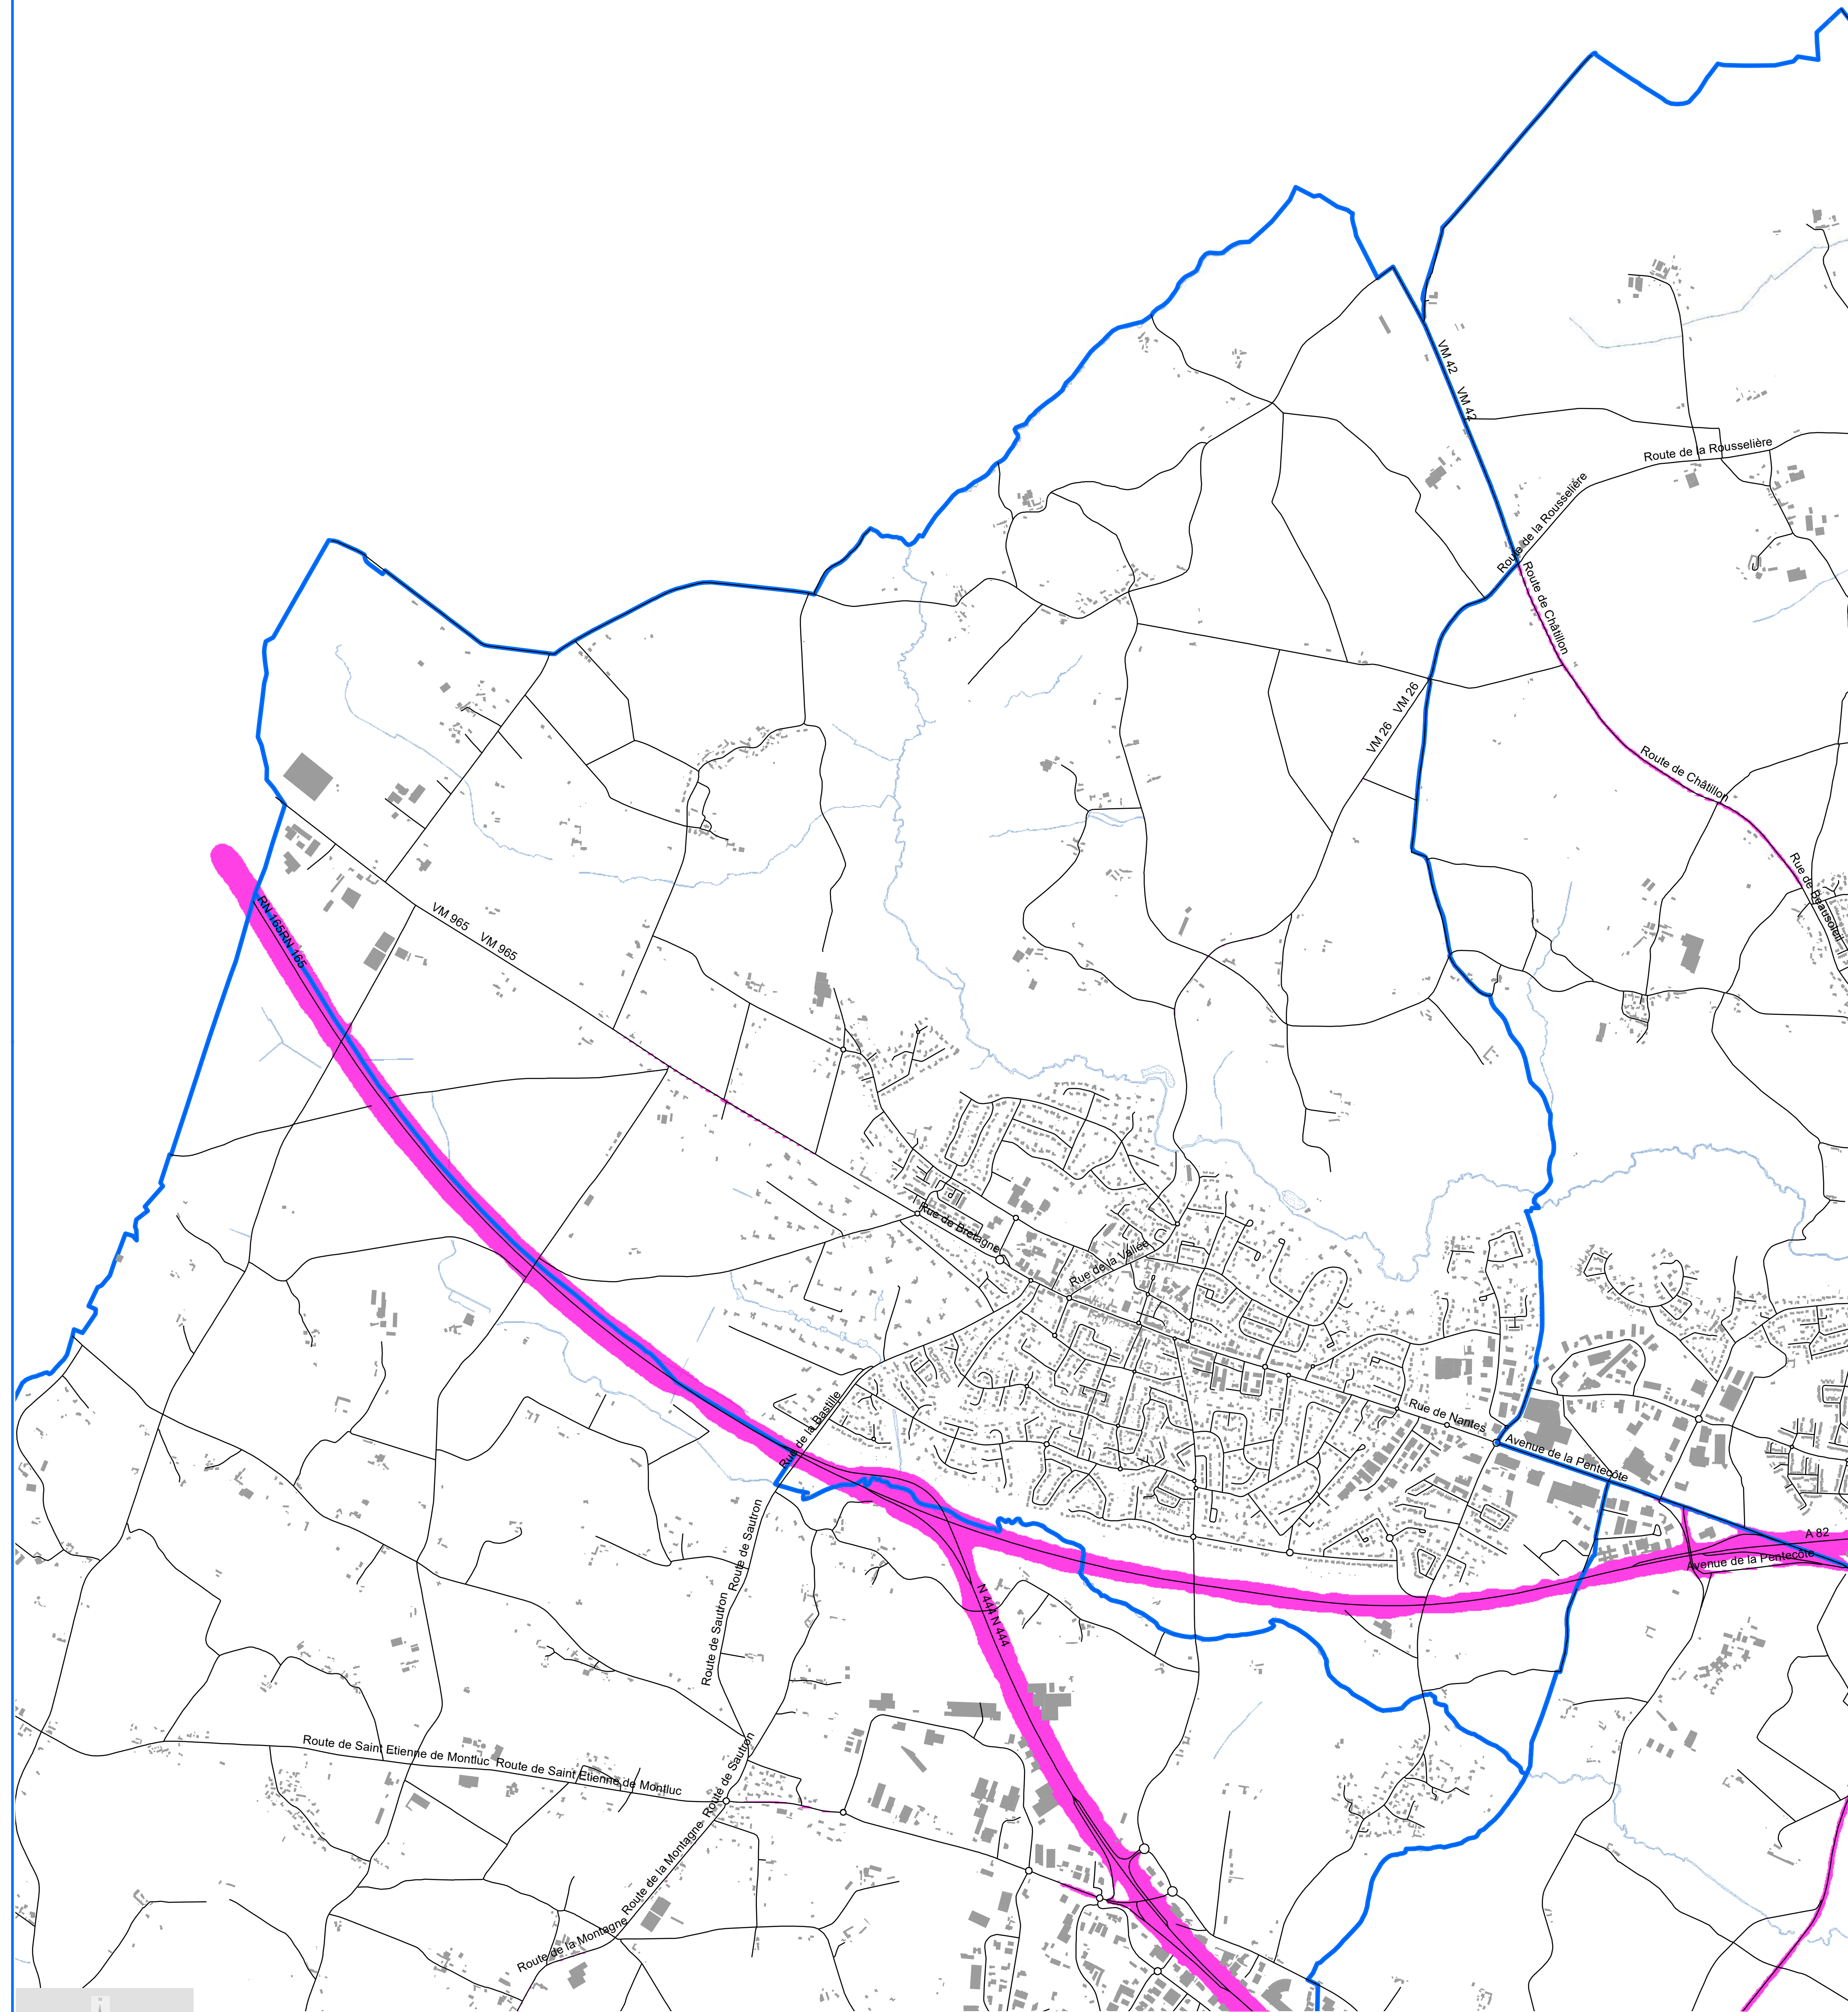 VM 42
VM 42
Route de la Rousselière
Route de la Rousselière
Route de Châtillon
VM 26
VM 26
Route de Châtillon
Rue de Beausoleil
RN 165
RN 165
VM 965
VM 965
Rue de Bretagne
Rue de la Vallée
Rue de la Bastille
Rue de Nantes
Avenue de la Pentecôte
A 82
Avenue de la Pentecôte
Route de Sautron
Route de Sautron
N 444
N 444
Route de Saint Etienne de Montluc
Route de Saint Etienne de Montluc
Route de Sautron
Route de la Montagne
Route de la Montagne